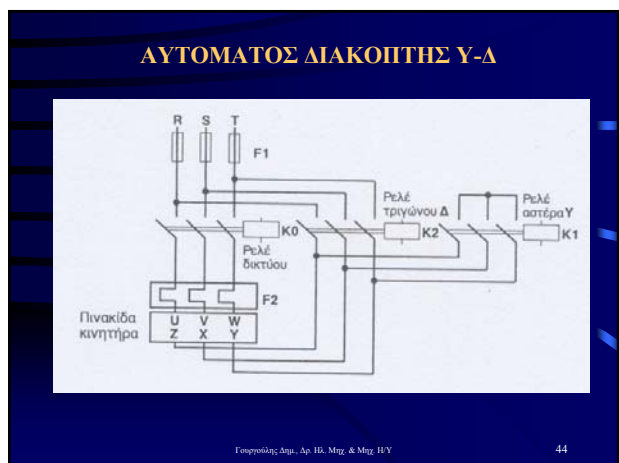 ΑΥΤΟΜΑΤΟΣ ΔΙΑΚΟΠΤΗΣ Υ-Δ
R S T
F1
Ρελέ
τριγώνου Δ
Ρελέ
αστέρα Υ
K0
K2
K1
Ρελέ
δικτύου
F2
Πινακίδα
κινητήρα
U V W
Z X Y
Γουργούλης Δημ., Δρ. Ηλ. Μηχ. & Μηχ. Η/Υ
44